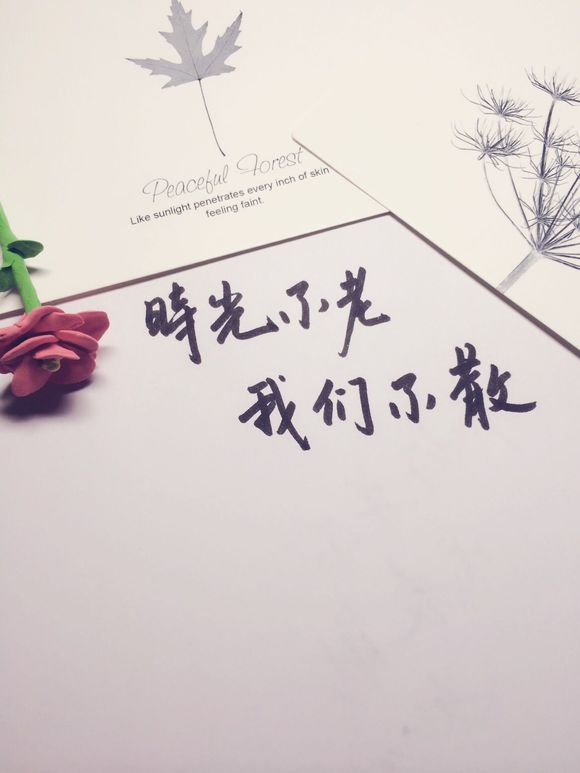 Peaceful Forest
Like sunlight penetrates every inch of skin
feeling faint.
時光不老
我们不散